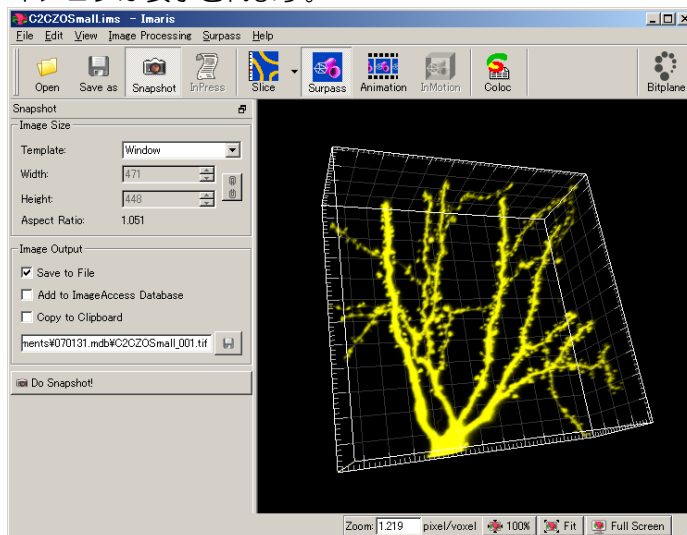 C2CZOSmall.ims - Imaris
File Edit View Image Processing Surpass Help
Open Save as Snapshot InPress Slice Surpass Animation InMotion Coloc Bitplane
Snapshot
Image Size
Template: Window
Width: 471
Height: 448
Aspect Ratio: 1.051
Image Output
Save to File
Add to ImageAccess Database
Copy to Clipboard
ments¥070131.mdb¥C2CZOSmall_001.tif
Do Snapshot!
Zoom: 1.219 pixel/voxel 100% Fit Full Screen